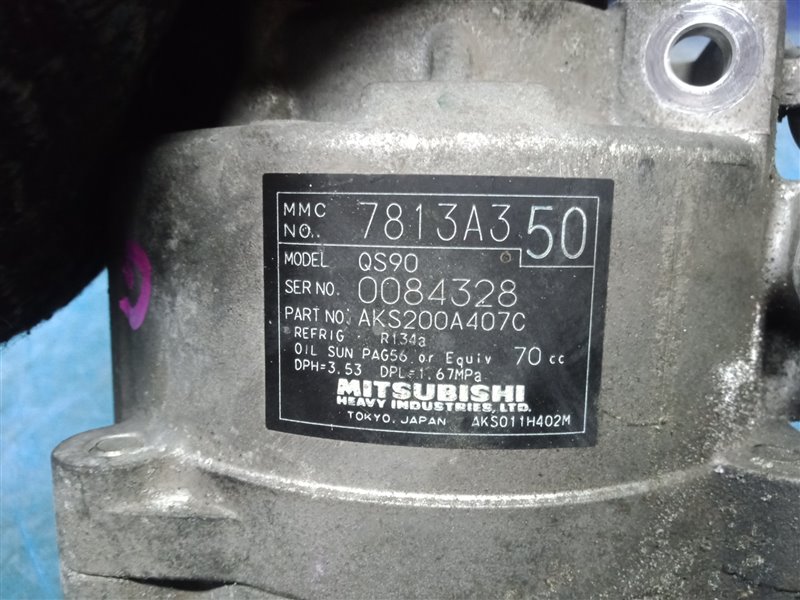 MMC NO. 7813A350
MODEL QS90
SER NO. 0084328
PART NO. AKS200A407C
REFRIG R134a
OIL SUN PAG56 or Equiv 70 cc
DPH=3.53 DPL=1.67MPa
MITSUBISHI
HEAVY INDUSTRIES, LTD.
TOKYO, JAPAN AKS011H402M